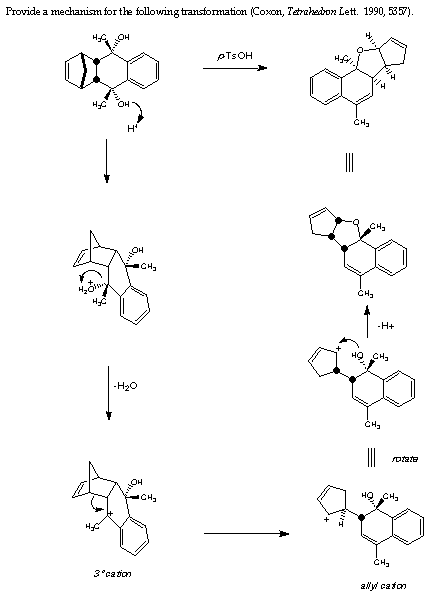 Provide a mechanism for the following transformation (Coxon, Tetrahedron Lett. 1990, 5357).
H₃C OH
H₃C OH
H⁺
p-TsOH
H O
H₃C
H
H
CH₃
OH
CH₃
H₂O +
H₃C
O CH₃
CH₃
-H₂O
-H+
+ HO CH₃
CH₃
rotate
OH
CH₃
H₃C +
3° cation
HO CH₃
H
+
CH₃
allyl cation